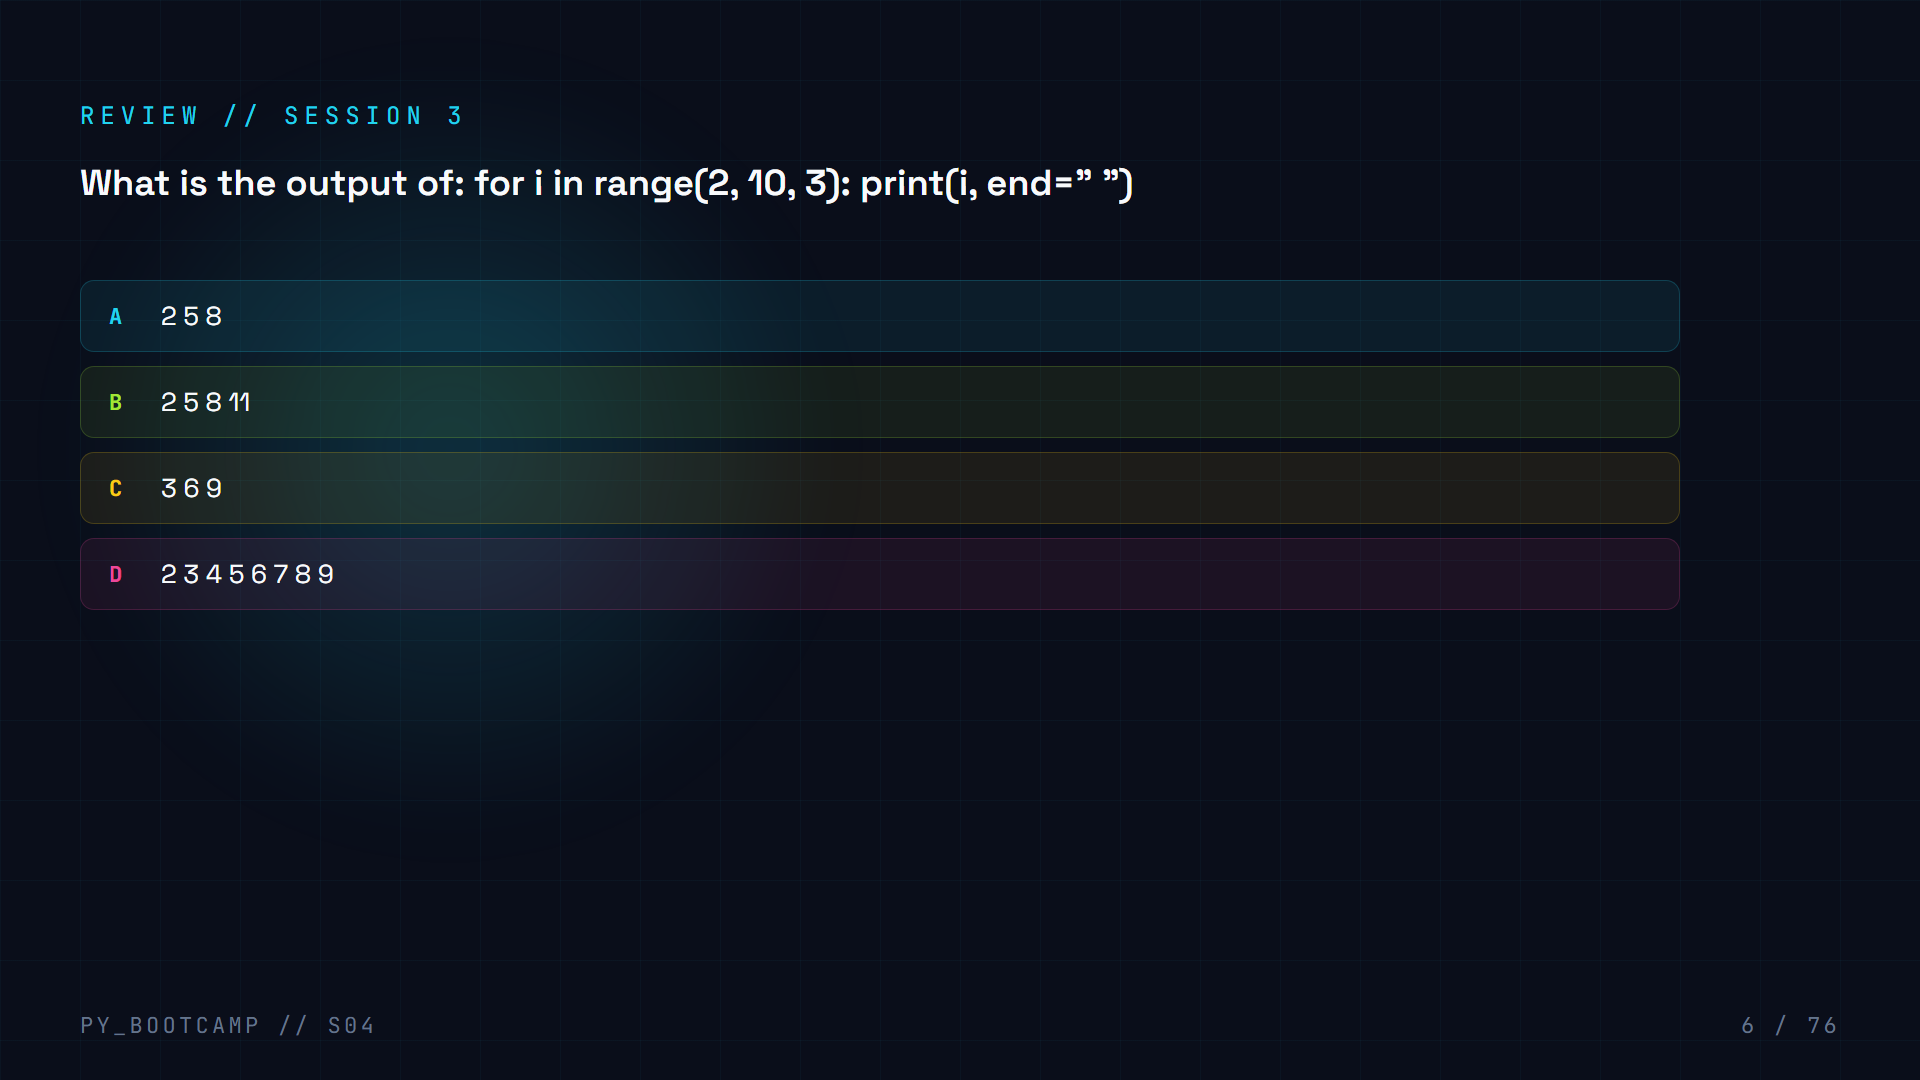 REVIEW // SESSION 3
What is the output of: for i in range(2, 10, 3): print(i, end=” ”)
A 2 5 8
B 2 5 8 11
C 3 6 9
D 2 3 4 5 6 7 8 9
PY_BOOTCAMP // S04
6 / 76